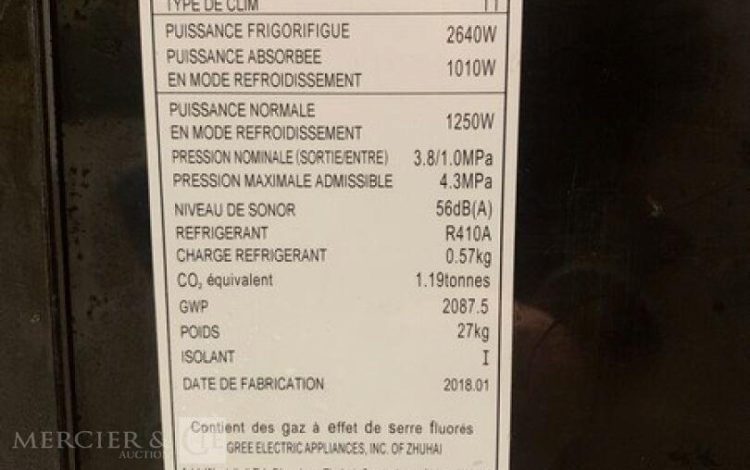 TYPE DE CLIM T1
PUISSANCE FRIGORIFIGUE 2640W
PUISSANCE ABSORBEE
EN MODE REFROIDISSEMENT 1010W
PUISSANCE NORMALE
EN MODE REFROIDISSEMENT 1250W
PRESSION NOMINALE (SORTIE/ENTRE) 3.8/1.0MPa
PRESSION MAXIMALE ADMISSIBLE 4.3MPa
NIVEAU DE SONOR 56dB(A)
REFRIGERANT R410A
CHARGE REFRIGERANT 0.57kg
CO₂ équivalent 1.19tonnes
GWP 2087.5
POIDS 27kg
ISOLANT I
DATE DE FABRICATION 2018.01
Contient des gaz à effet de serre fluorés
GREE ELECTRIC APPLIANCES, INC. OF ZHUHAI
MERCIER & CIE
AUCTION